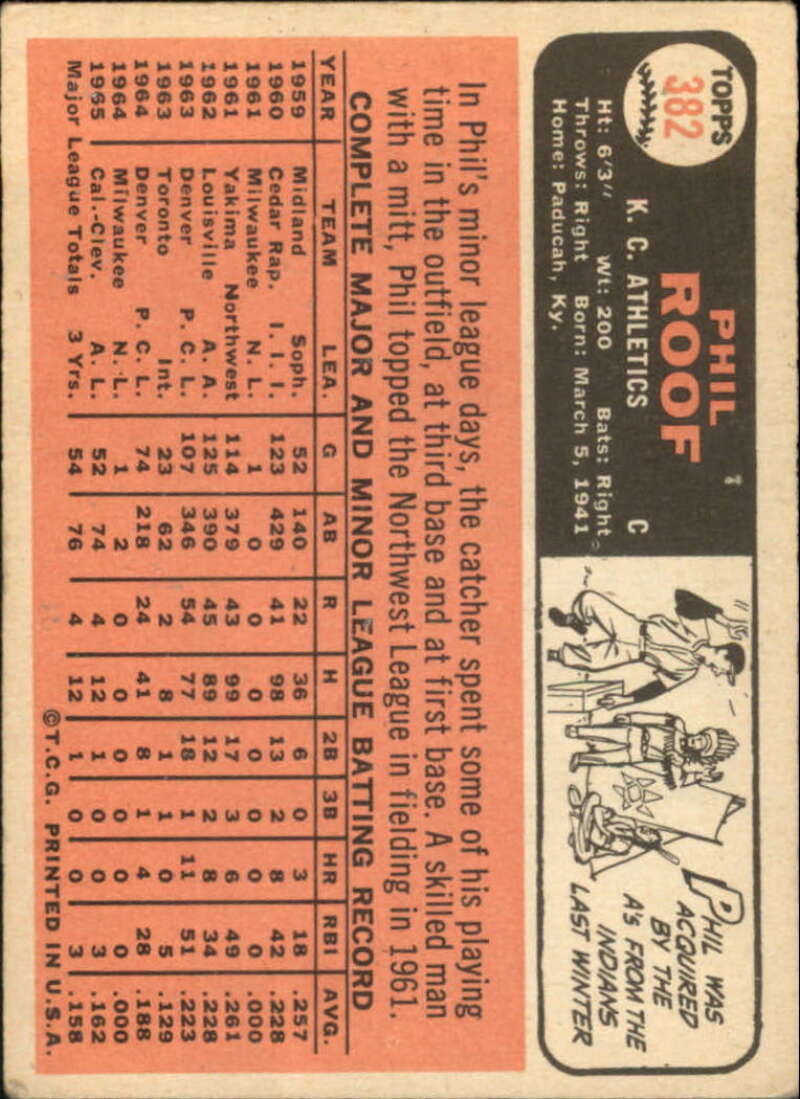 TOPPS
382
PHIL
ROOF
K. C. ATHLETICS C
Ht: 6'3" Wt: 200 Bats: Right
Throws: Right Born: March 5, 1941
Home: Paducah, Ky.
PHIL WAS
ACQUIRED
BY THE
A's FROM THE
INDIANS
LAST WINTER
In Phil's minor league days, the catcher spent some of his playing
time in the outfield, at third base and at first base. A skilled man
with a mitt, Phil topped the Northwest League in fielding in 1961.
COMPLETE MAJOR AND MINOR LEAGUE BATTING RECORD
YEAR TEAM LEA. G AB R H 2B 3B HR RBI AVG.
1959 Midland Soph. 52 140 22 36 6 0 3 18 .257
1960 Cedar Rap. I. I. I. 123 429 41 98 13 2 8 42 .228
1961 Milwaukee N. L. 1 0 0 0 0 0 0 0 .000
1961 Yakima Northwest 114 379 43 99 17 3 6 49 .261
1962 Louisville A. A. 125 390 45 89 12 2 8 34 .228
1963 Denver P. C. L. 107 346 54 77 18 1 11 51 .223
1963 Toronto Int. 23 62 2 8 1 1 0 5 .129
1964 Denver P. C. L. 74 218 24 41 8 1 4 28 .188
1964 Milwaukee N. L. 1 2 0 0 0 0 0 0 .000
1965 Cal.-Clev. A. L. 52 74 4 12 1 0 0 3 .162
Major League Totals 3 Yrs. 54 76 4 12 1 0 0 3 .158
©T.C.G. PRINTED IN U.S.A.